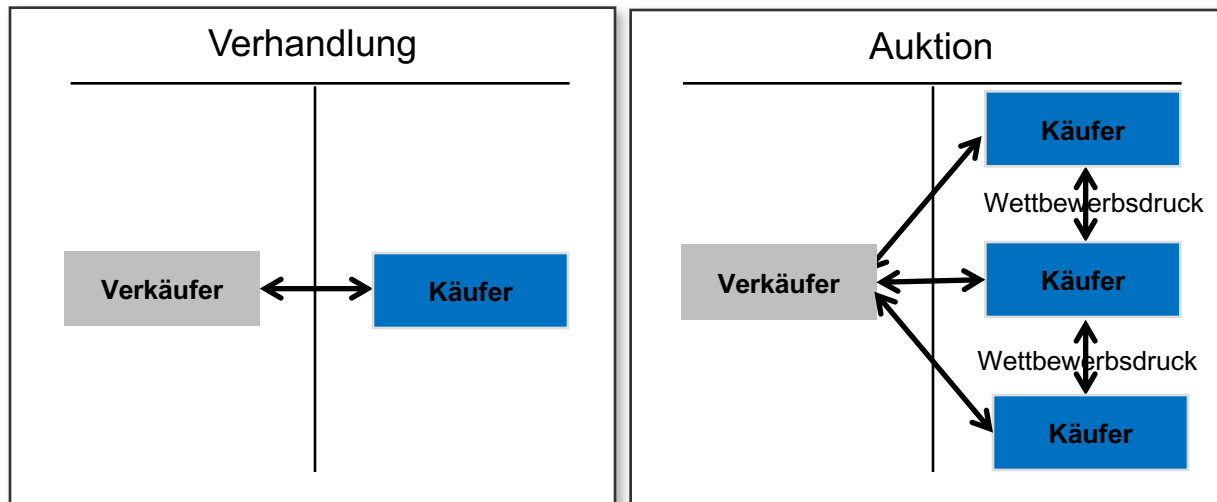 Verhandlung
Verkäufer
Käufer
Auktion
Käufer
Wettbewerbsdruck
Verkäufer
Käufer
Wettbewerbsdruck
Käufer